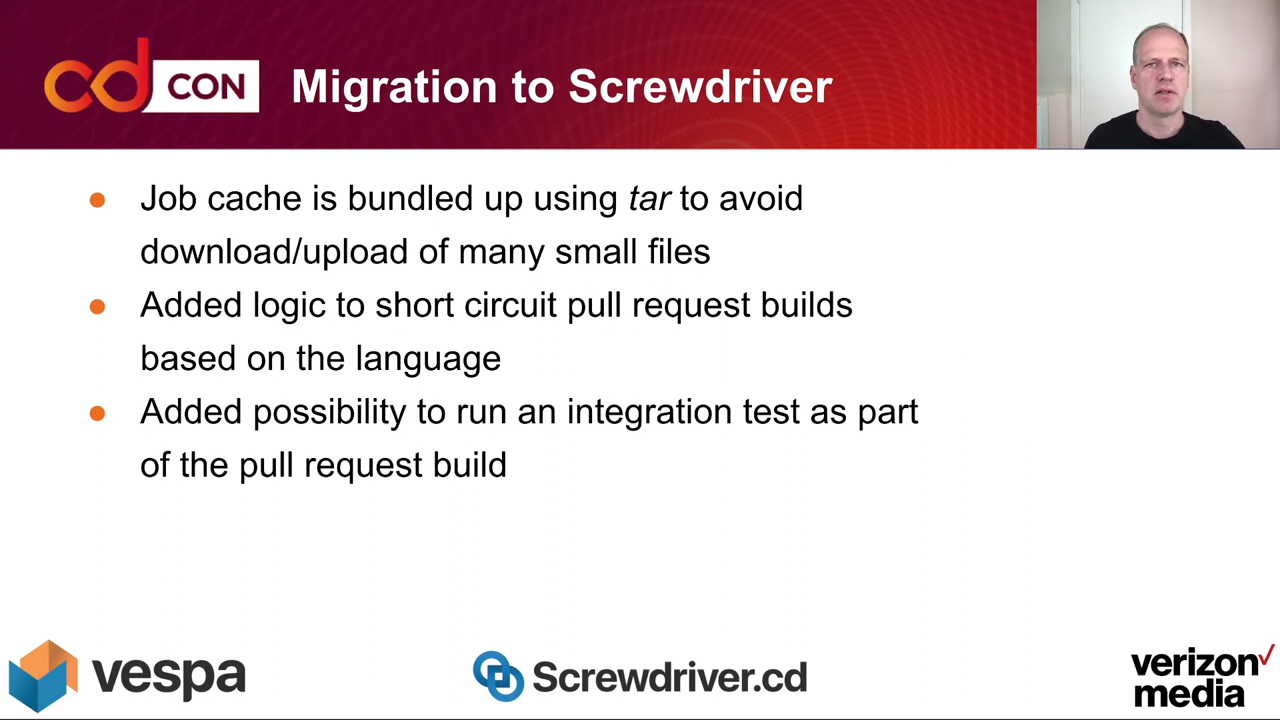 cd CON
Migration to Screwdriver
● Job cache is bundled up using tar to avoid
download/upload of many small files
● Added logic to short circuit pull request builds
based on the language
● Added possibility to run an integration test as part
of the pull request build
vespa
Screwdriver.cd
verizon✓
media